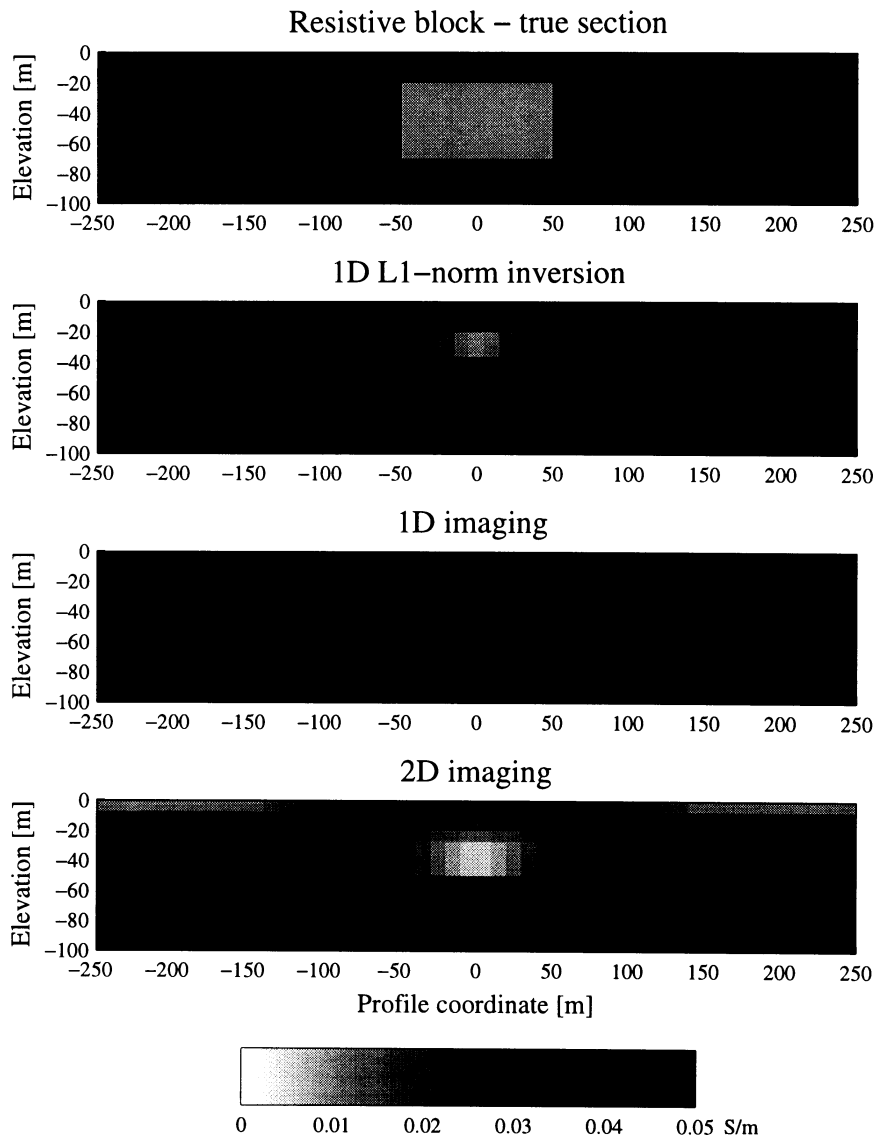 Resistive block – true section
Elevation [m]
0
−20
−40
−60
−80
−100
−250 −200 −150 −100 −50 0 50 100 150 200 250
1D L1−norm inversion
Elevation [m]
0
−20
−40
−60
−80
−100
−250 −200 −150 −100 −50 0 50 100 150 200 250
1D imaging
Elevation [m]
0
−20
−40
−60
−80
−100
−250 −200 −150 −100 −50 0 50 100 150 200 250
2D imaging
Elevation [m]
0
−20
−40
−60
−80
−100
−250 −200 −150 −100 −50 0 50 100 150 200 250
Profile coordinate [m]
0 0.01 0.02 0.03 0.04 0.05 S/m